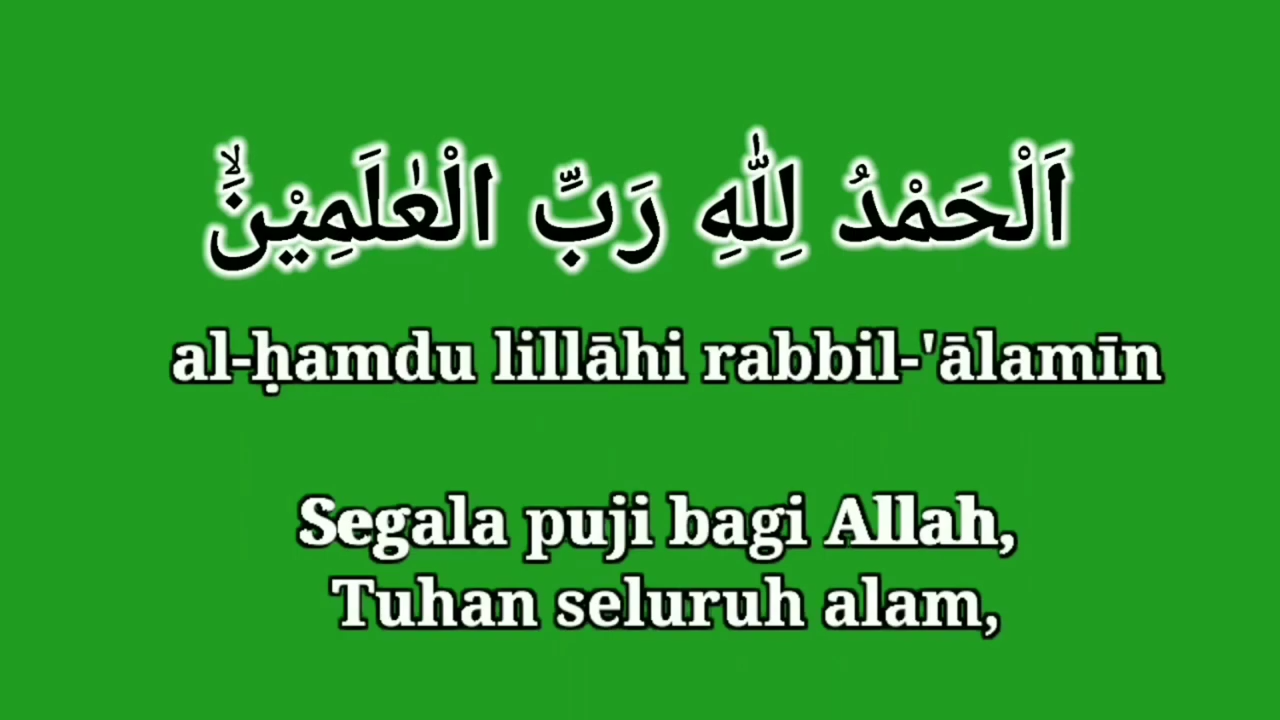 اَلْحَمْدُ لِلّٰهِ رَبِّ الْعٰلَمِيْنَۙ
al-ḥamdu lillāhi rabbil-'ālamīn
Segala puji bagi Allah,
Tuhan seluruh alam,